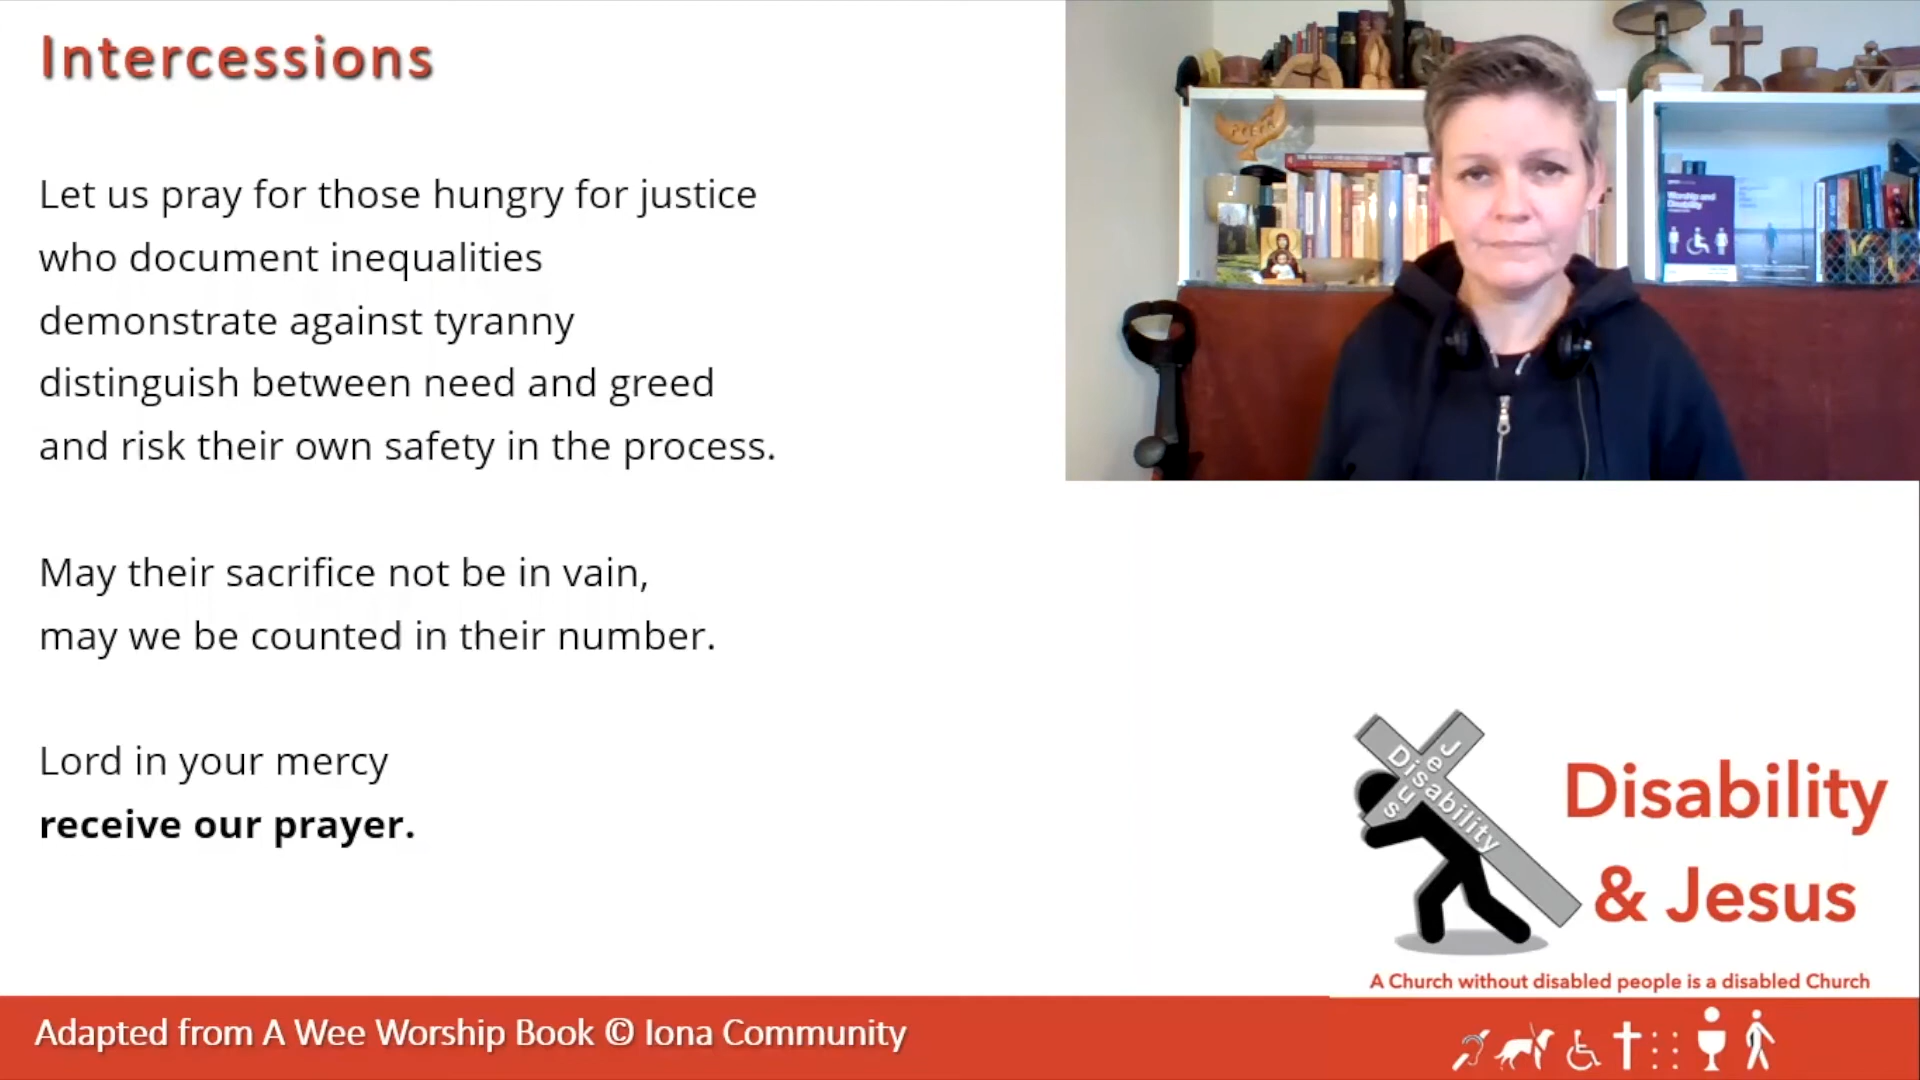 Intercessions
Let us pray for those hungry for justice
who document inequalities
demonstrate against tyranny
distinguish between need and greed
and risk their own safety in the process.
May their sacrifice not be in vain,
may we be counted in their number.
Lord in your mercy
receive our prayer.
Worship and
Disability
Jesus
Disability
Disability
& Jesus
A Church without disabled people is a disabled Church
Adapted from A Wee Worship Book © Iona Community